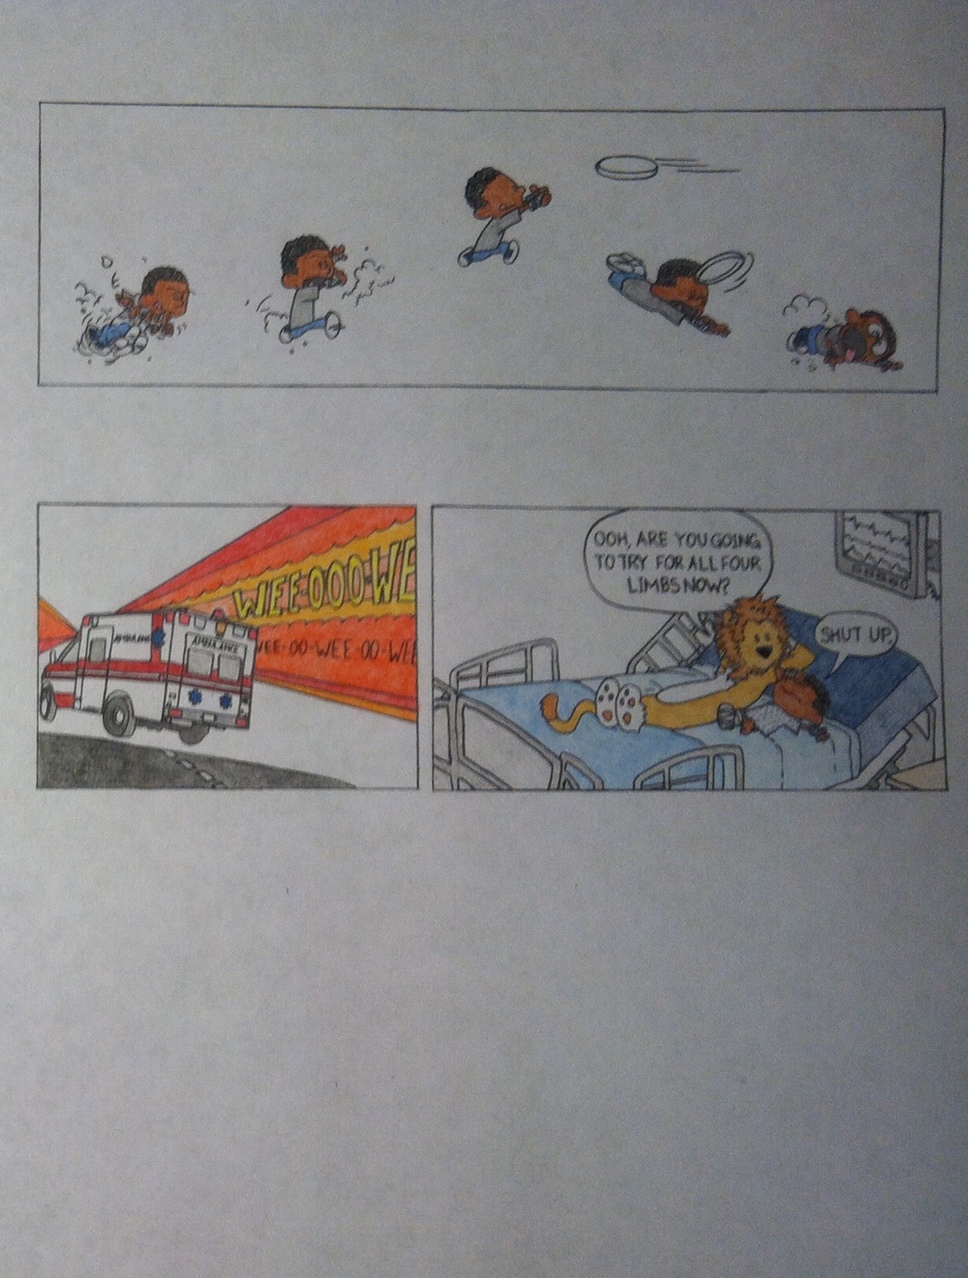 WEE-OOO-WE
WEE-OO-WEE-OO-WEE
AMBULANCE
AMBULANCE
OOH, ARE YOU GOING
TO TRY FOR ALL FOUR
LIMBS NOW?
SHUT UP.